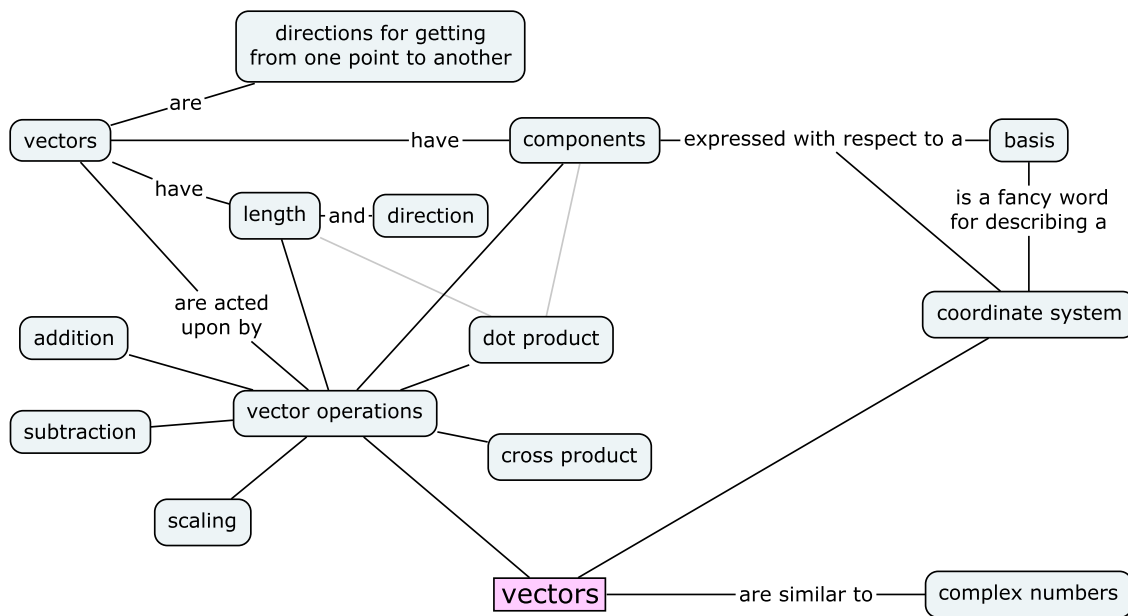 directions for getting
from one point to another
are
vectors
have
components
expressed with respect to a
basis
have
length
and
direction
is a fancy word
for describing a
are acted
upon by
coordinate system
addition
dot product
vector operations
subtraction
cross product
scaling
vectors
are similar to
complex numbers